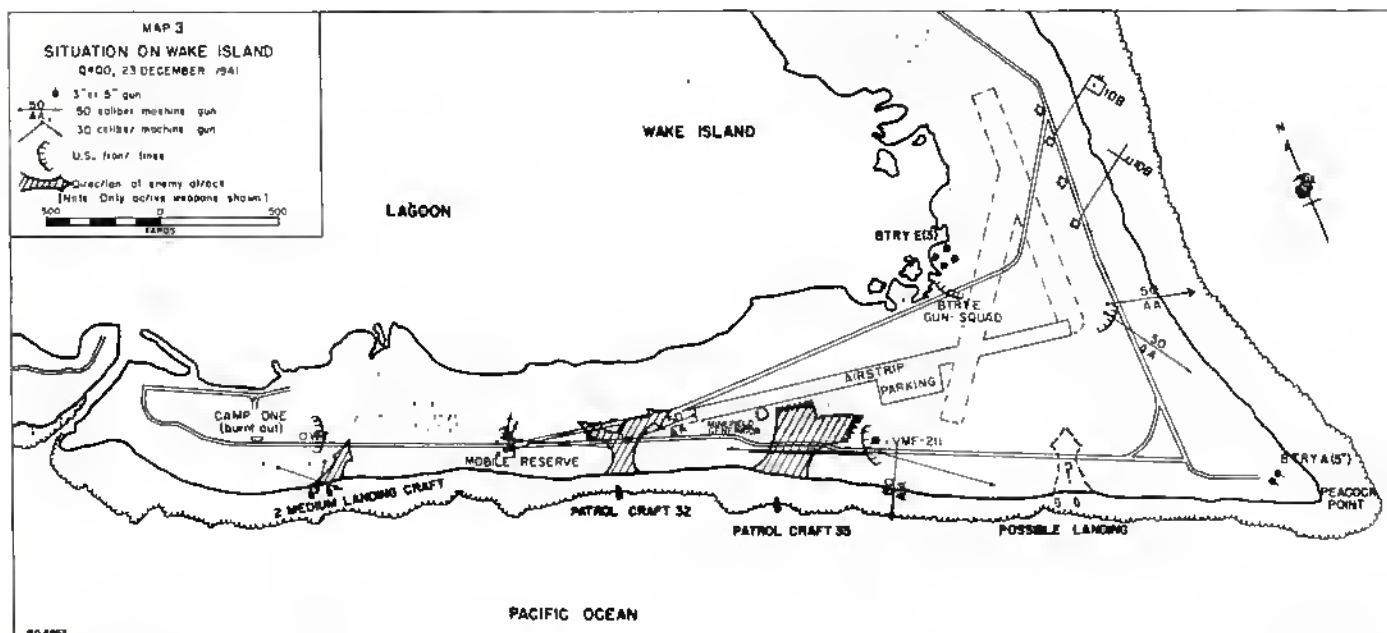 MAP 3
SITUATION ON WAKE ISLAND
0400, 23 DECEMBER 1941
3" or 5" gun
50
AA
50 caliber machine gun
30 caliber machine gun
U.S. front lines
Direction of enemy attack
[Note Only active weapons shown]
500 0 500
YARDS
WAKE ISLAND
LAGOON
N
BTRY E(3)
BTRY E
GUN-SQUAD
50
AA
30
AA
AIRSTRIP
PARKING
CAMP ONE
(burnt out)
MINEFIELD
GENERATOR
MOBILE RESERVE
VMF-211
BTRY A(5")
PEACOCK
POINT
2 MEDIUM LANDING CRAFT
PATROL CRAFT 32
PATROL CRAFT 33
POSSIBLE LANDING
?
PACIFIC OCEAN